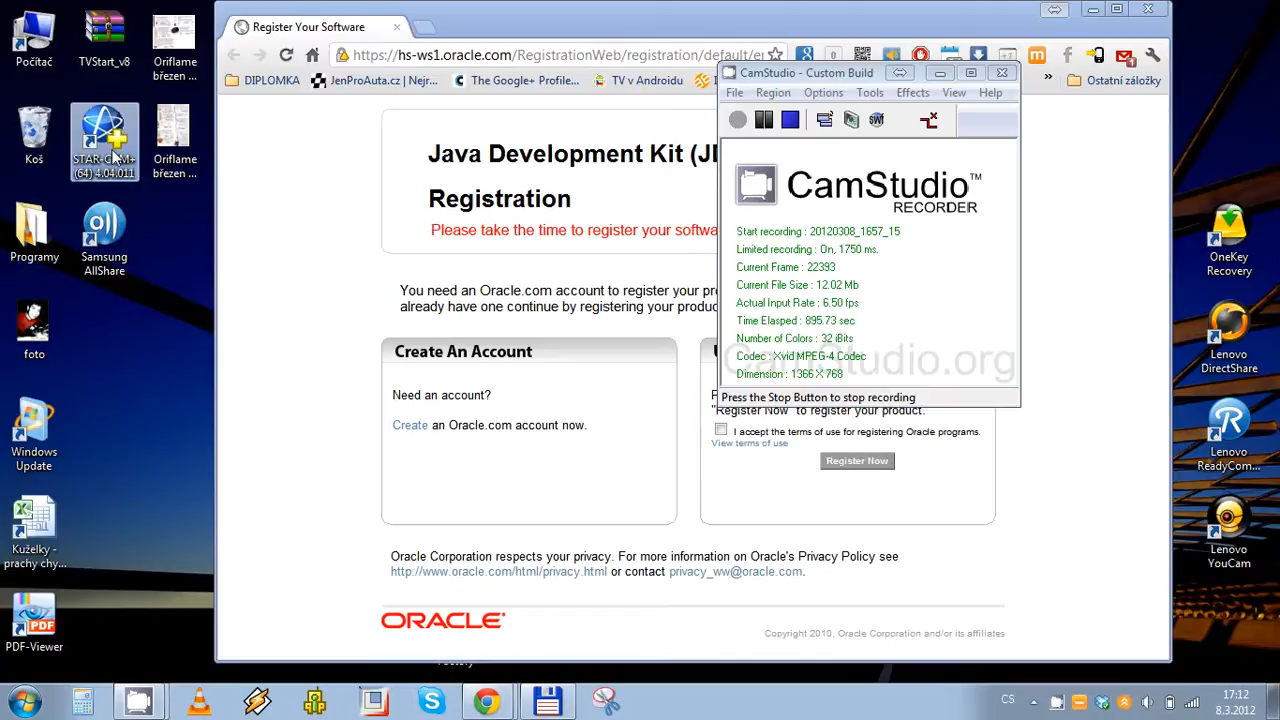 Počítač
TVStart_v8
Oriflame
březen ...
Koš
STAR-
(64) 4.04.011
Oriflame
březen ...
Programy
Samsung
AllShare
foto
Windows
Update
Kuželky -
prachy chy...
PDF-Viewer
Register Your Software
https://hs-ws1.oracle.com/RegistrationWeb/registration/default/e
DIPLOMKA
JenProAuta.cz | Nejr...
The Google+ Profile...
TV v Androidu
Ostatní záložky
Java Development Kit (J
Registration
Please take the time to register your softwa
You need an Oracle.com account to register your pr
already have one continue by registering your produc
Create An Account
Need an account?
Create an Oracle.com account now.
"Register Now" to register your product.
I accept the terms of use for registering Oracle programs.
View terms of use
Register Now
Oracle Corporation respects your privacy. For more information on Oracle's Privacy Policy see
http://www.oracle.com/html/privacy.html or contact privacy_ww@oracle.com.
ORACLE
Copyright 2010, Oracle Corporation and/or its affiliates
CamStudio - Custom Build
File Region Options Tools Effects View Help
CamStudio™
RECORDER
Start recording : 20120308_1657_15
Limited recording : On, 1750 ms.
Current Frame : 22393
Current File Size : 12.02 Mb
Actual Input Rate : 6.50 fps
Time Elasped : 895.73 sec
Number of Colors : 32 iBits
Codec : Xvid MPEG-4 Codec
Dimension : 1366 X 768
CamStudio.org
Press the Stop Button to stop recording
OneKey
Recovery
Lenovo
DirectShare
Lenovo
ReadyCom...
Lenovo
YouCam
CS
17:12
8.3.2012